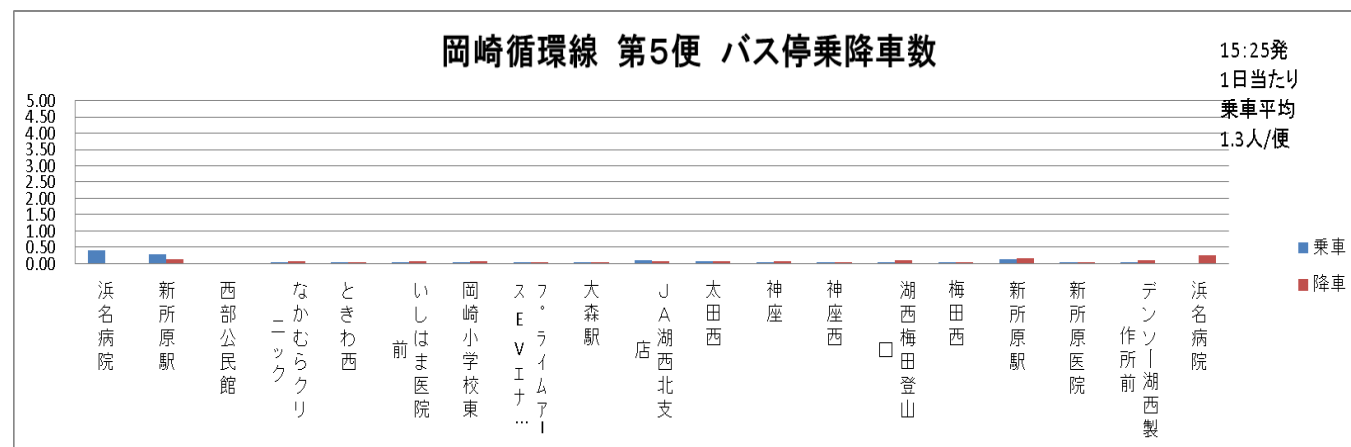 岡崎循環線 第5便 バス停乗降車数
15:25発
1日当たり
乗車平均
1.3人/便
5.00
4.50
4.00
3.50
3.00
2.50
2.00
1.50
1.00
0.50
0.00
乗車
降車
浜名病院
新所原駅
西部公民館
なかむらクリ
ニック
ときわ西
いしはま医院
前
岡崎小学校東
プライムアー
スEVエナ…
大森駅
JA湖西北支
店
太田西
神座
神座西
湖西梅田登山
口
梅田西
新所原駅
新所原医院
デンソー湖西製
作所前
浜名病院